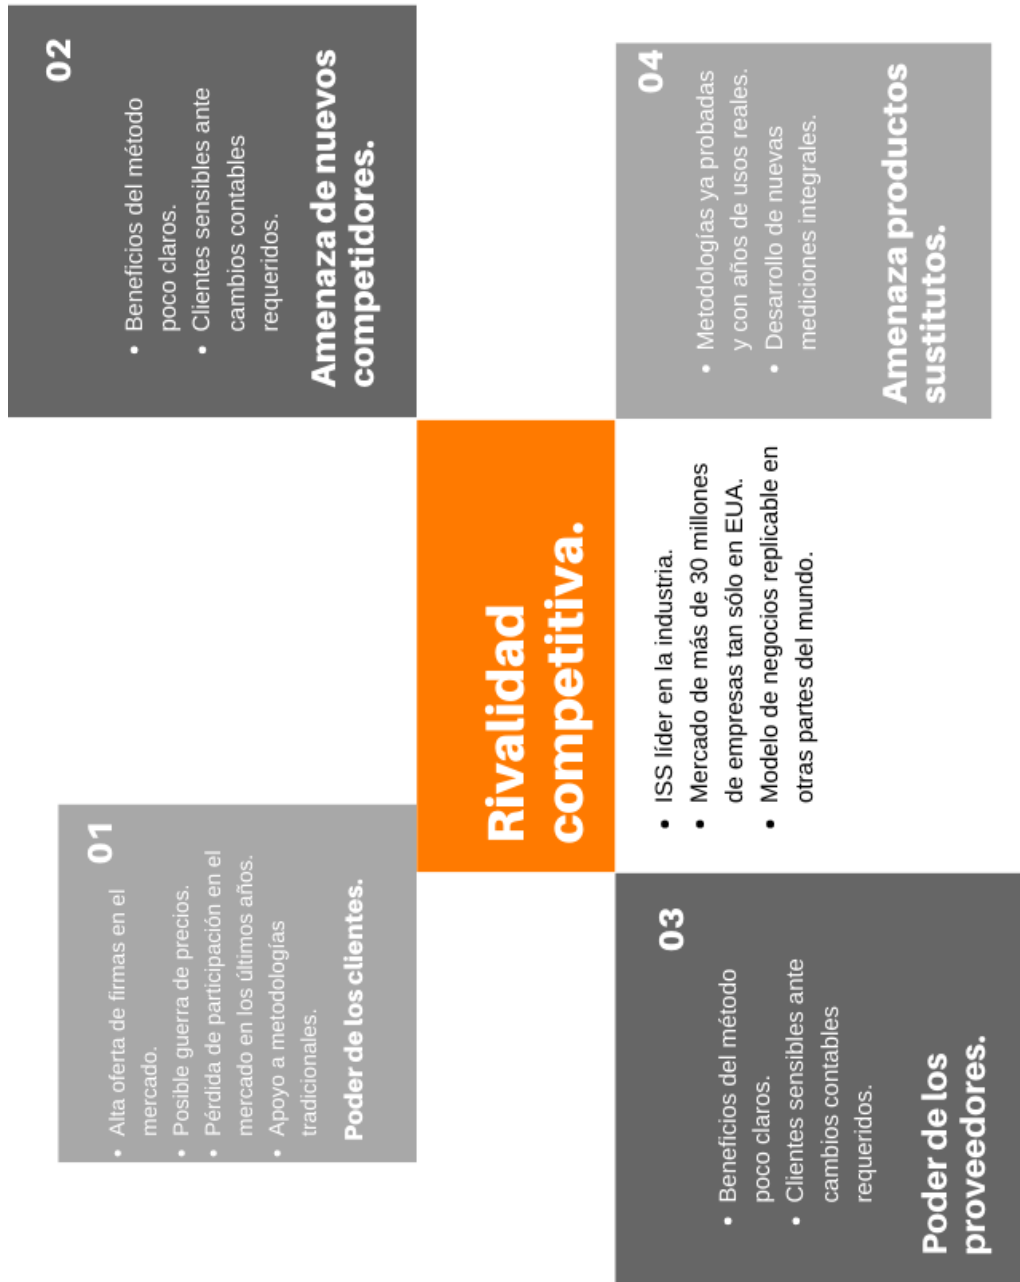 01
• Alta oferta de firmas en el
mercado.
• Posible guerra de precios.
• Pérdida de participación en el
mercado en los últimos años.
• Apoyo a metodologías
tradicionales.
Poder de los clientes.
02
• Beneficios del método
poco claros.
• Clientes sensibles ante
cambios contables
requeridos.
Amenaza de nuevos
competidores.
Rivalidad
competitiva.
• ISS líder en la industria.
• Mercado de más de 30 millones
de empresas tan sólo en EUA.
• Modelo de negocios replicable en
otras partes del mundo.
03
• Beneficios del método
poco claros.
• Clientes sensibles ante
cambios contables
requeridos.
Poder de los
proveedores.
04
• Metodologías ya probadas
y con años de usos reales.
• Desarrollo de nuevas
mediciones integrales.
Amenaza productos
sustitutos.